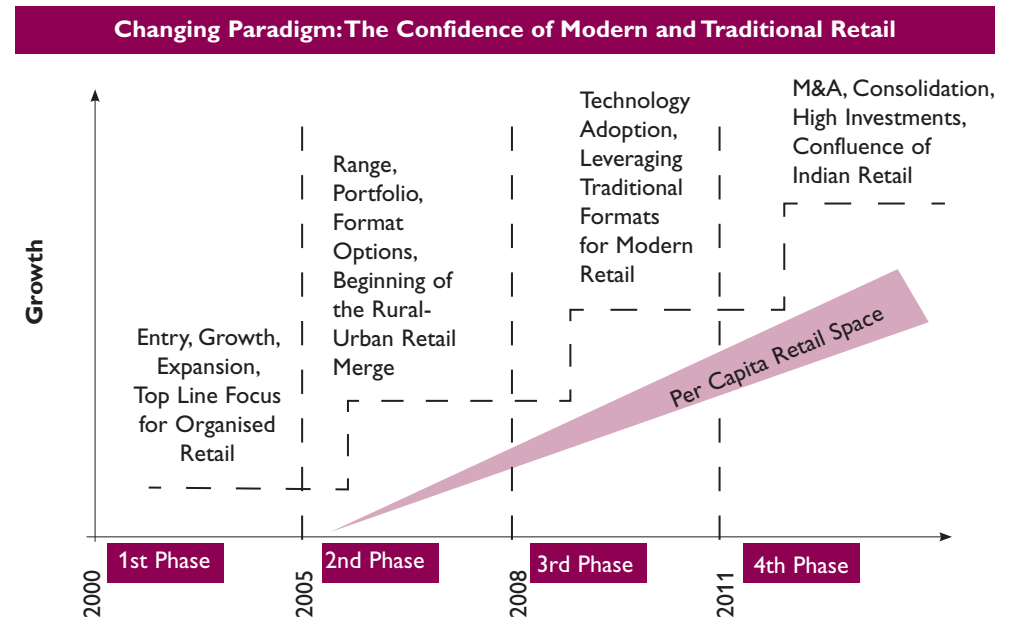 Changing Paradigm: The Confidence of Modern and Traditional Retail
Growth
Entry, Growth,
Expansion,
Top Line Focus
for Organised
Retail
Range,
Portfolio,
Format
Options,
Beginning of
the Rural-
Urban Retail
Merge
Technology
Adoption,
Leveraging
Traditional
Formats
for Modern
Retail
M&A, Consolidation,
High Investments,
Confluence of
Indian Retail
Per Capita Retail Space
1st Phase
2nd Phase
3rd Phase
4th Phase
2000
2005
2008
2011